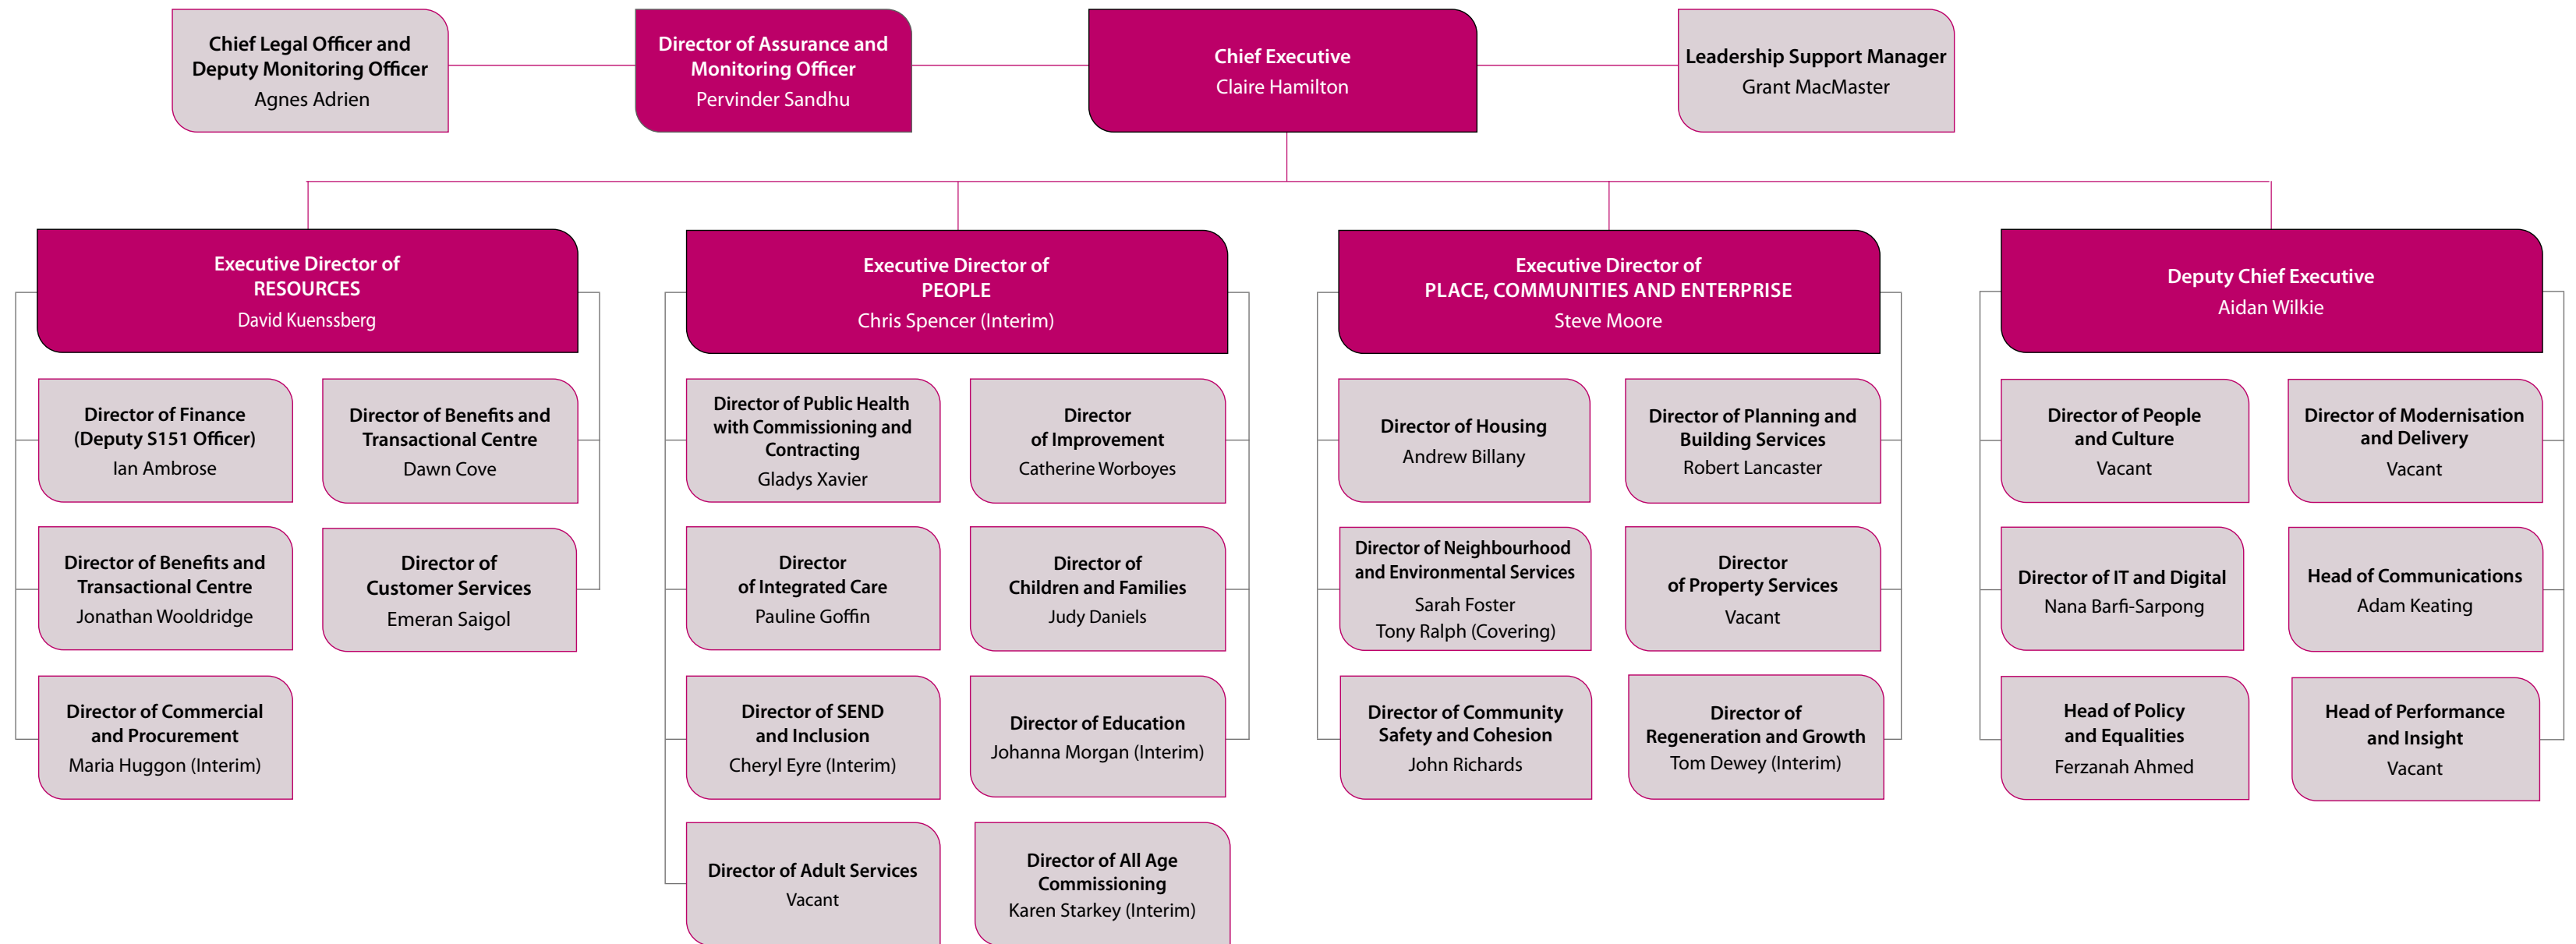 Chief Legal Officer and
Deputy Monitoring Officer
Agnes Adrien
Director of Assurance and
Monitoring Officer
Pervinder Sandhu
Chief Executive
Claire Hamilton
Leadership Support Manager
Grant MacMaster
Executive Director of
RESOURCES
David Kuenssberg
Director of Finance
(Deputy S151 Officer)
Ian Ambrose
Director of Benefits and
Transactional Centre
Dawn Cove
Director of Benefits and
Transactional Centre
Jonathan Wooldridge
Director of
Customer Services
Emeran Saigol
Director of Commercial
and Procurement
Maria Huggon (Interim)
Executive Director of
PEOPLE
Chris Spencer (Interim)
Director of Public Health
with Commissioning and
Contracting
Gladys Xavier
Director
of Improvement
Catherine Worboyes
Director
of Integrated Care
Pauline Goffin
Director of
Children and Families
Judy Daniels
Director of SEND
and Inclusion
Cheryl Eyre (Interim)
Director of Education
Johanna Morgan (Interim)
Director of Adult Services
Vacant
Director of All Age
Commissioning
Karen Starkey (Interim)
Executive Director of
PLACE, COMMUNITIES AND ENTERPRISE
Steve Moore
Director of Housing
Andrew Billany
Director of Planning and
Building Services
Robert Lancaster
Director of Neighbourhood
and Environmental Services
Sarah Foster
Tony Ralph (Covering)
Director
of Property Services
Vacant
Director of Community
Safety and Cohesion
John Richards
Director of
Regeneration and Growth
Tom Dewey (Interim)
Deputy Chief Executive
Aidan Wilkie
Director of People
and Culture
Vacant
Director of Modernisation
and Delivery
Vacant
Director of IT and Digital
Nana Barfi-Sarpong
Head of Communications
Adam Keating
Head of Policy
and Equalities
Ferzanah Ahmed
Head of Performance
and Insight
Vacant